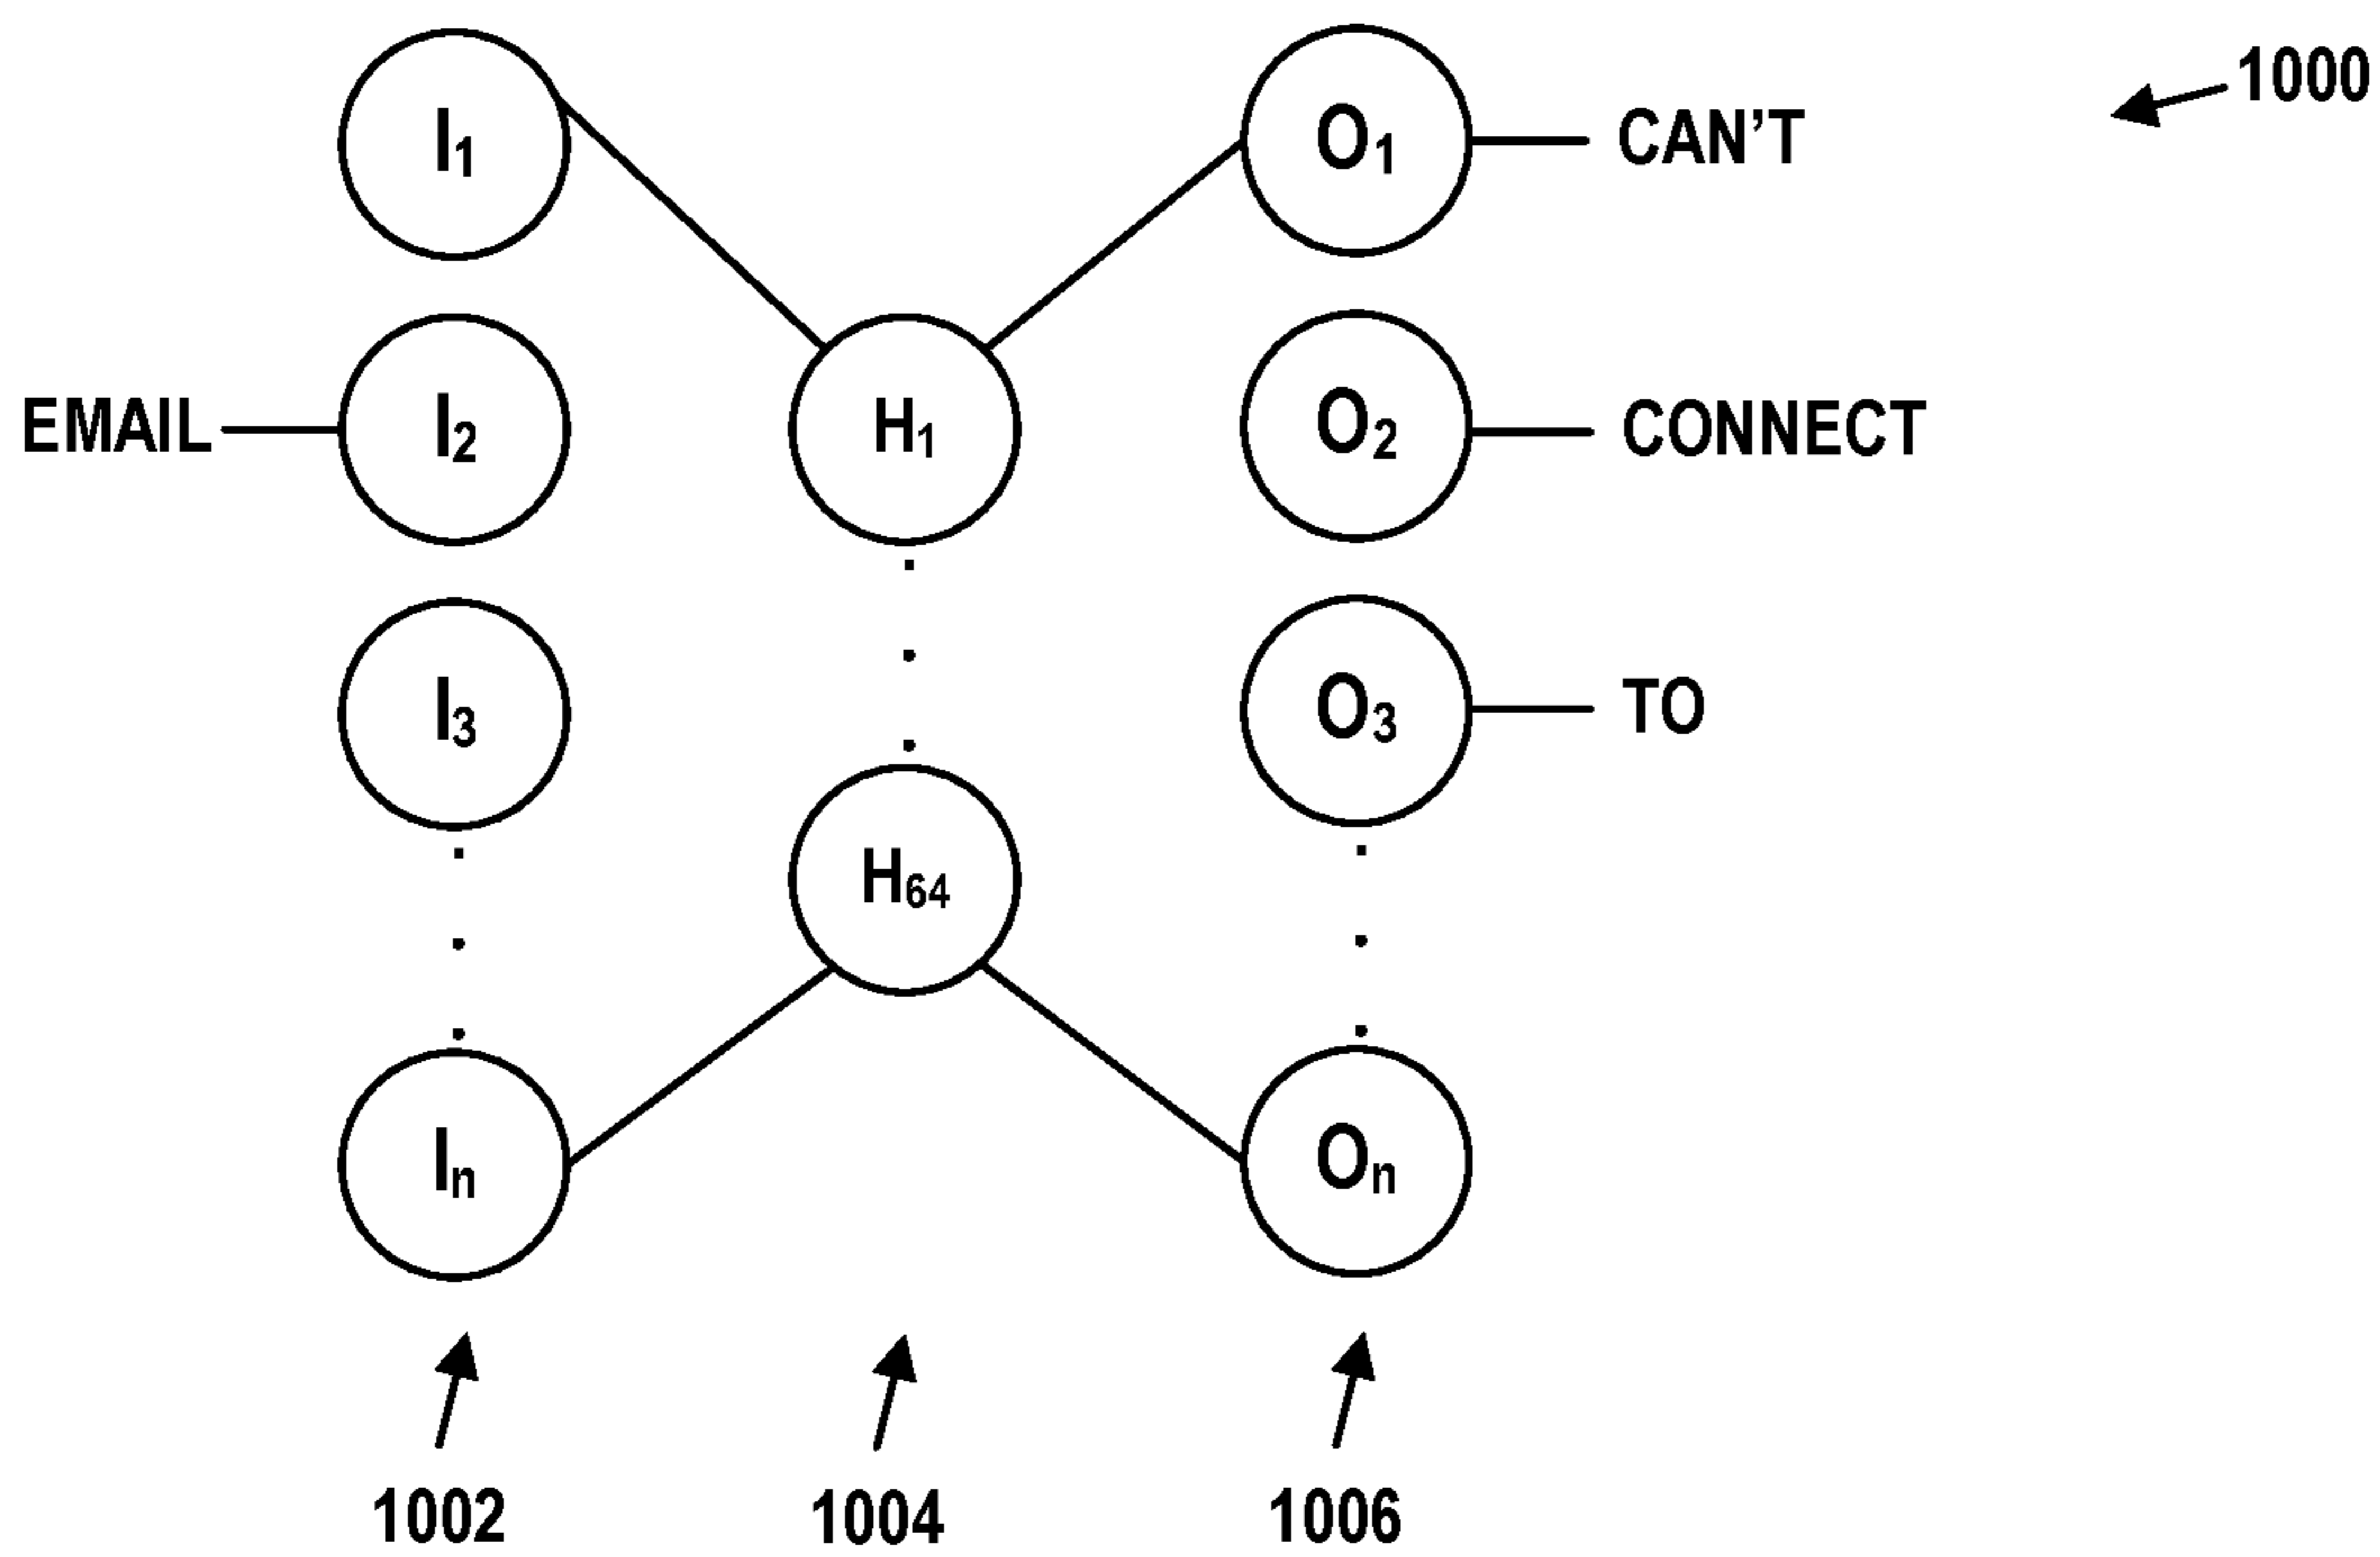 1000
I1
O1
CAN'T
EMAIL
I2
H1
O2
CONNECT
I3
O3
TO
H64
In
On
1002
1004
1006